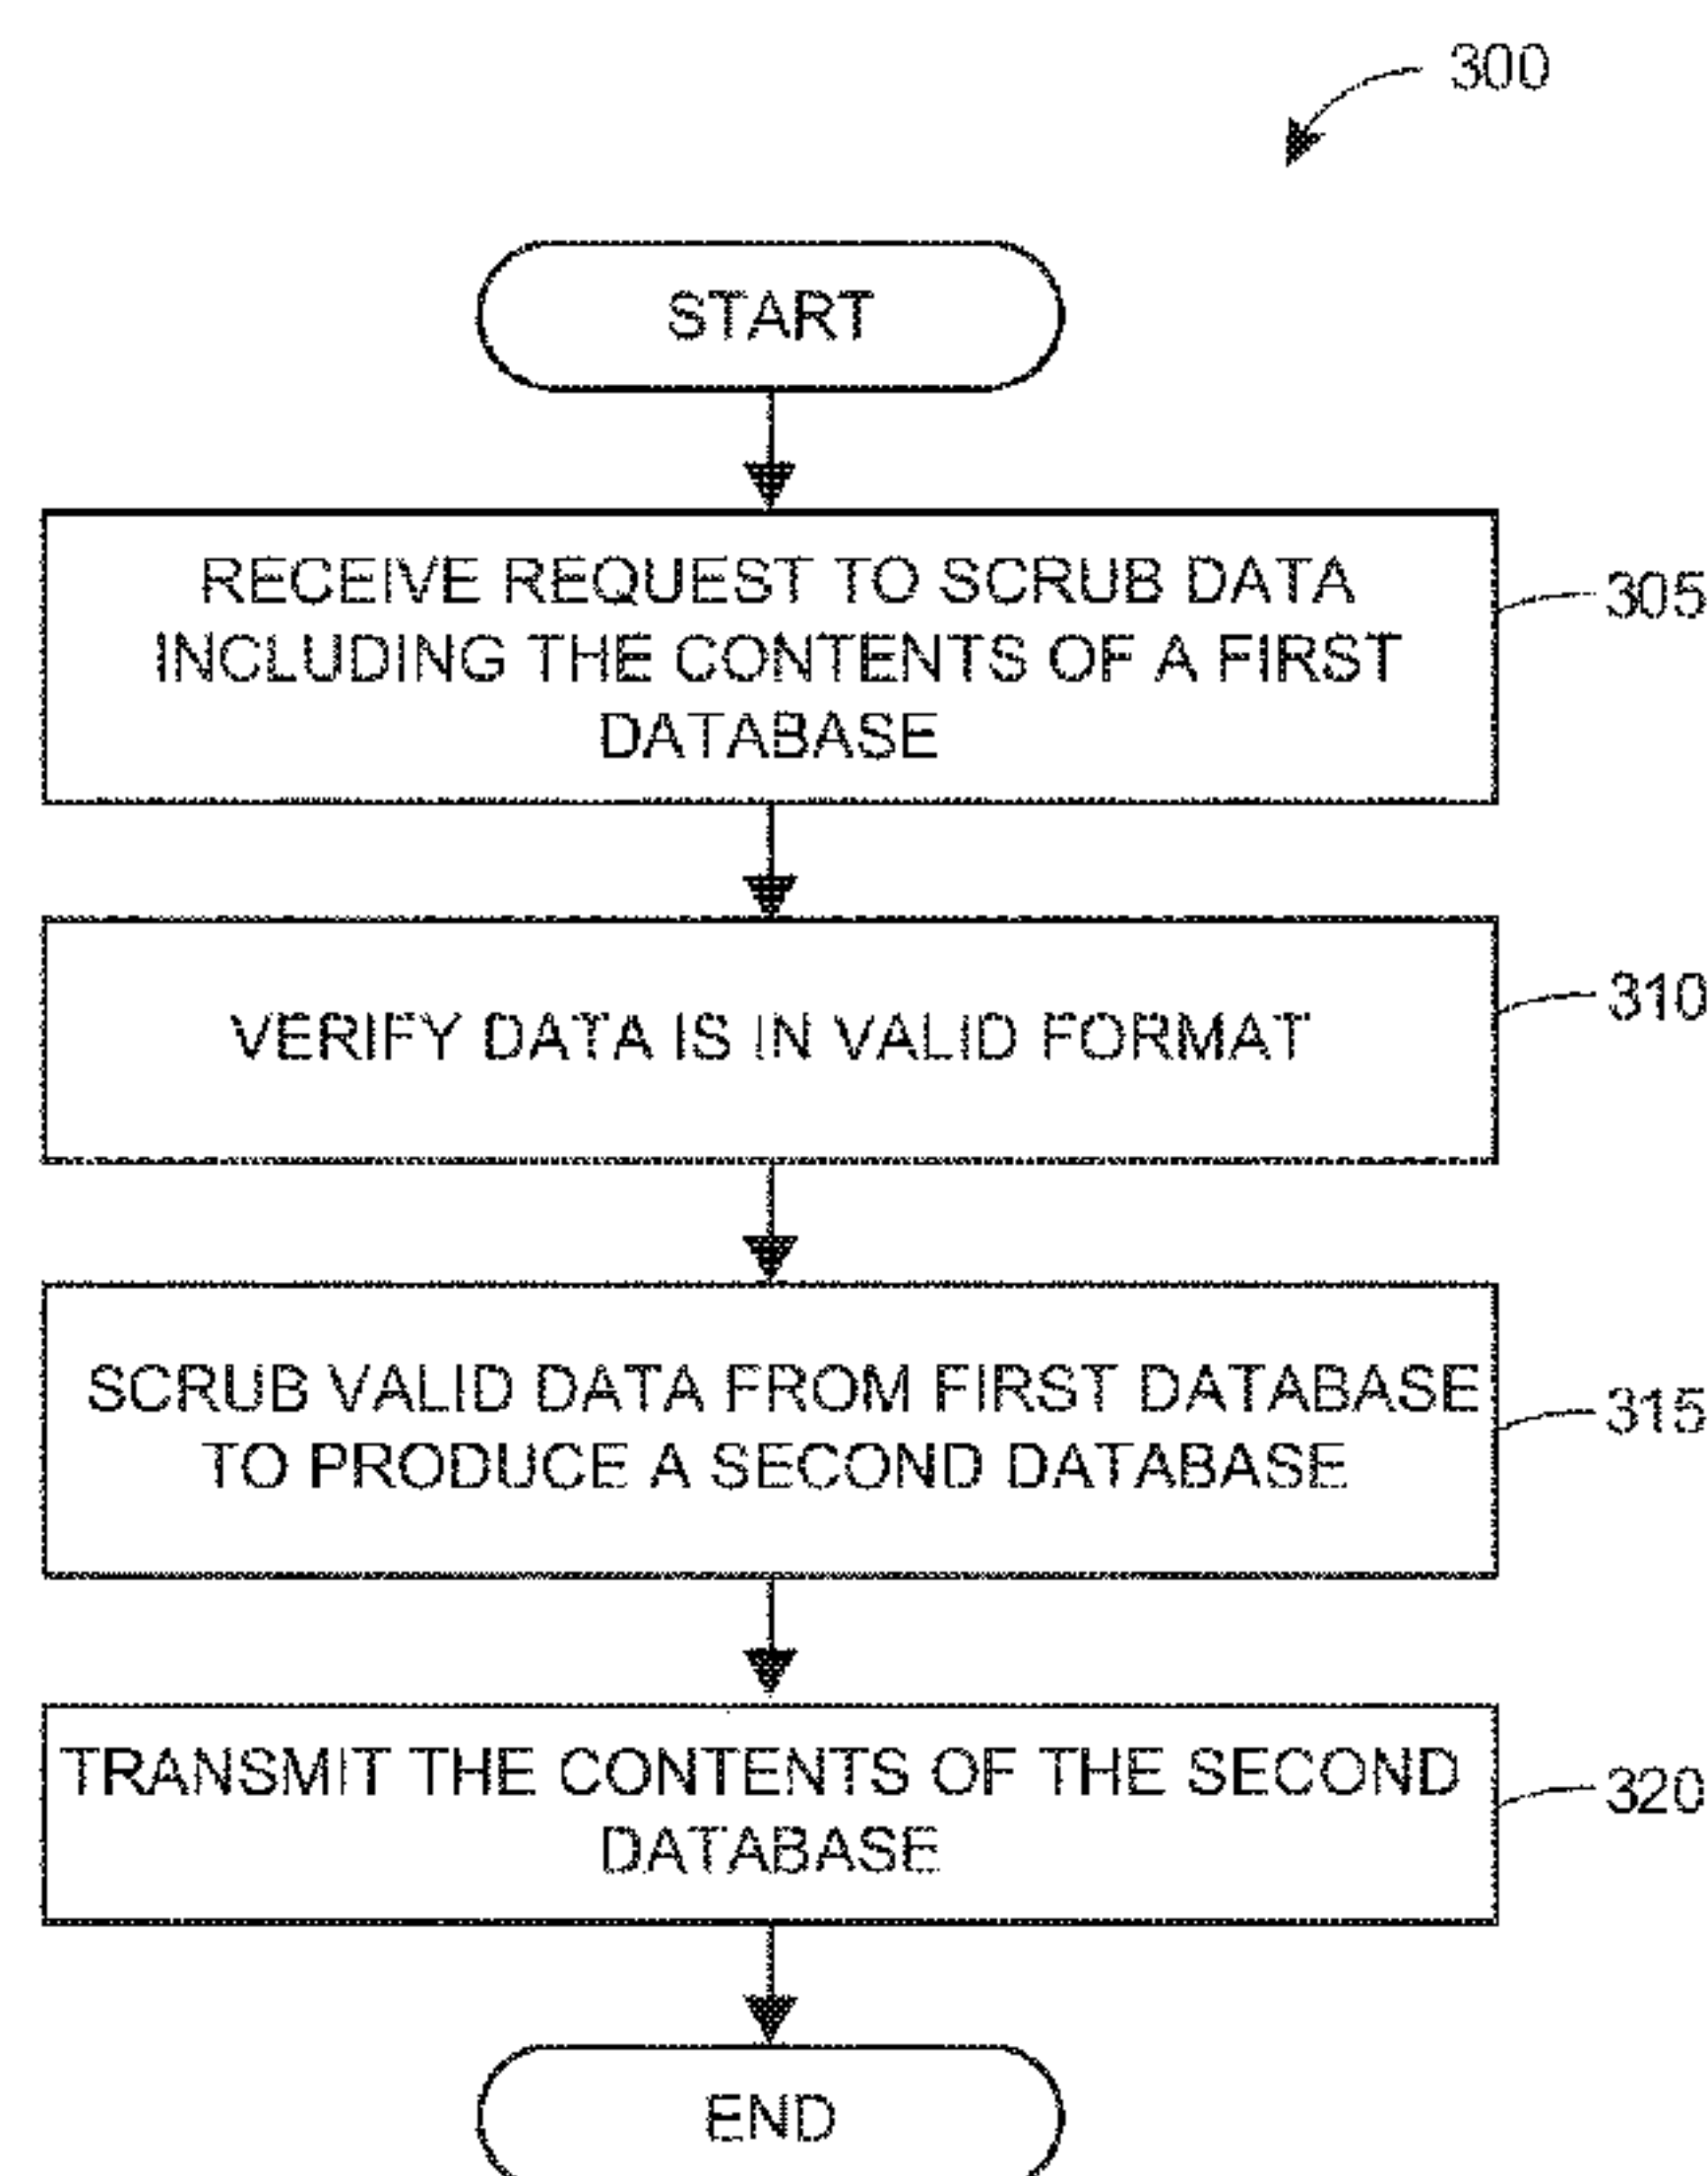 300
START
RECEIVE REQUEST TO SCRUB DATA
INCLUDING THE CONTENTS OF A FIRST
DATABASE
305
VERIFY DATA IS IN VALID FORMAT
310
SCRUB VALID DATA FROM FIRST DATABASE
TO PRODUCE A SECOND DATABASE
315
TRANSMIT THE CONTENTS OF THE SECOND
DATABASE
320
END